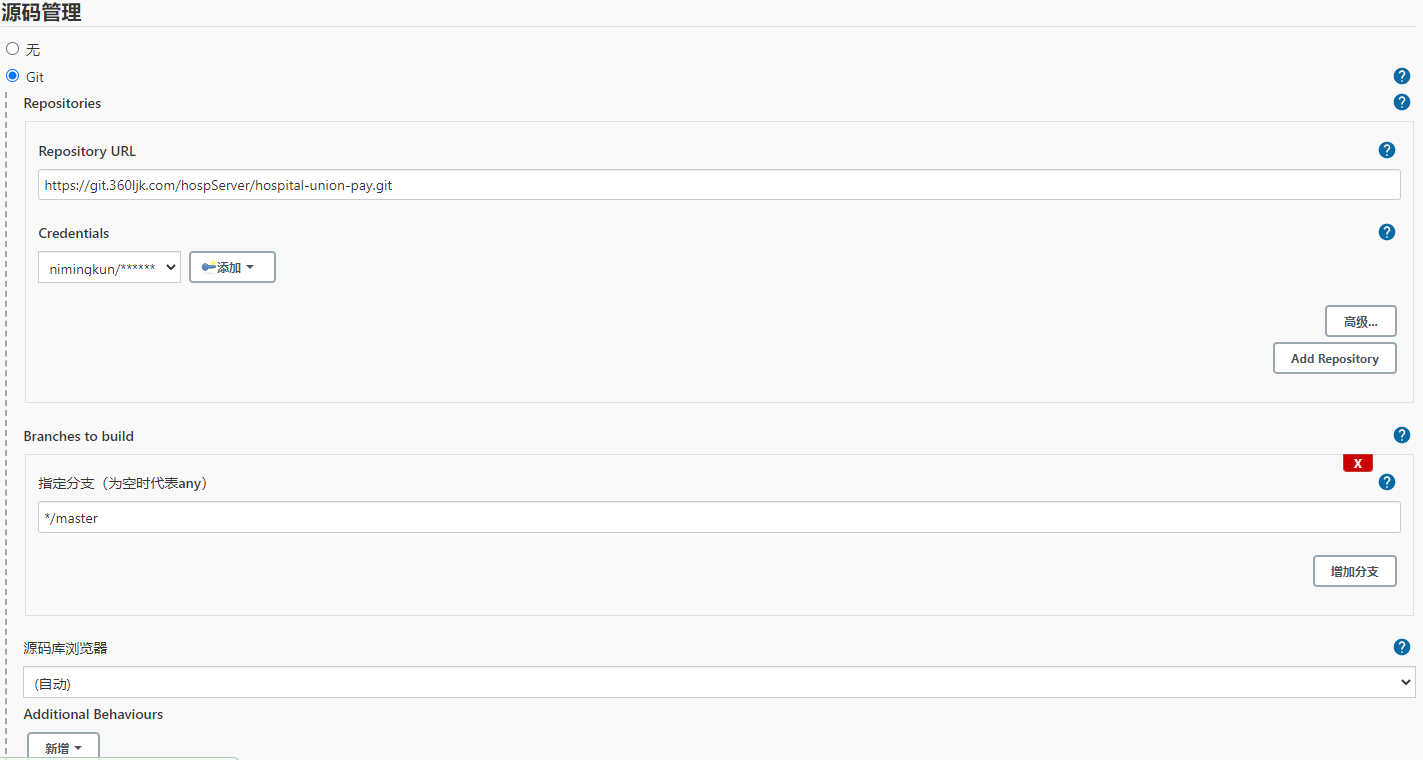 源码管理
无
Git
Repositories
Repository URL
https://git.360ljk.com/hospServer/hospital-union-pay.git
Credentials
nimingkun/******
添加
高级...
Add Repository
Branches to build
X
指定分支（为空时代表any）
*/master
增加分支
源码库浏览器
(自动)
Additional Behaviours
新增